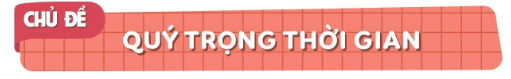 CHỦ ĐỀ
QUÝ TRỌNG THỜI GIAN